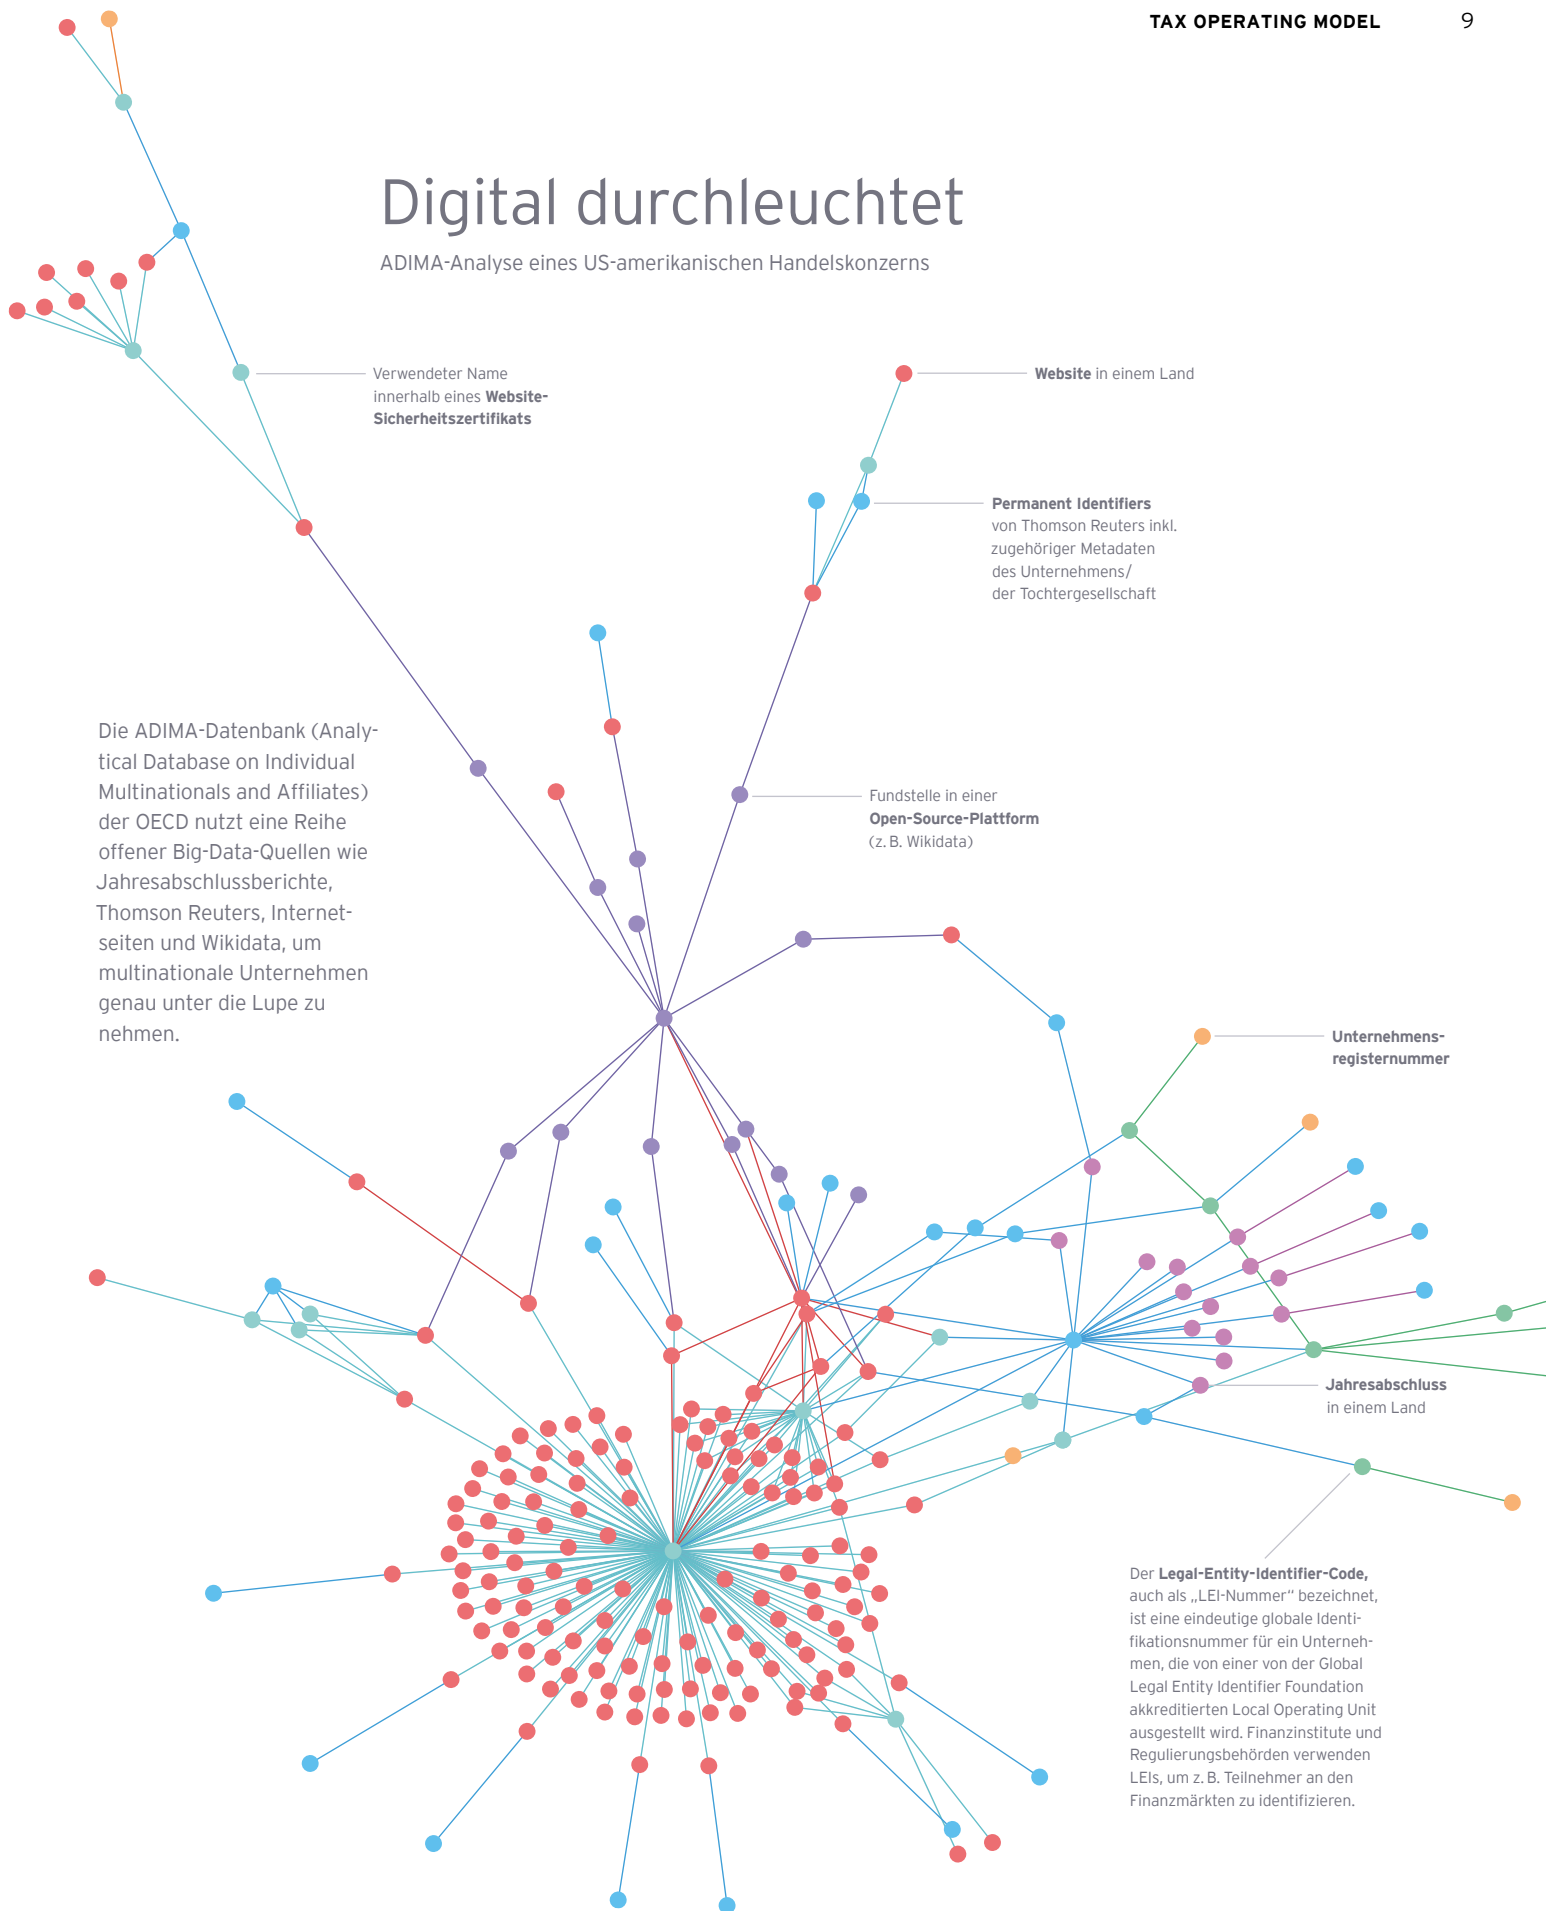 TAX OPERATING MODEL 9
Digital durchleuchtet
ADIMA-Analyse eines US-amerikanischen Handelskonzerns
Verwendeter Name
innerhalb eines Website-
Sicherheitszertifikats
Website in einem Land
Permanent Identifiers
von Thomson Reuters inkl.
zugehöriger Metadaten
des Unternehmens/
der Tochtergesellschaft
Die ADIMA-Datenbank (Analy-
tical Database on Individual
Multinationals and Affiliates)
der OECD nutzt eine Reihe
offener Big-Data-Quellen wie
Jahresabschlussberichte,
Thomson Reuters, Internet-
seiten und Wikidata, um
multinationale Unternehmen
genau unter die Lupe zu
nehmen.
Fundstelle in einer
Open-Source-Plattform
(z. B. Wikidata)
Unternehmens-
registernummer
Jahresabschluss
in einem Land
Der Legal-Entity-Identifier-Code,
auch als „LEI-Nummer“ bezeichnet,
ist eine eindeutige globale Identi-
fikationsnummer für ein Unterneh-
men, die von einer von der Global
Legal Entity Identifier Foundation
akkreditierten Local Operating Unit
ausgestellt wird. Finanzinstitute und
Regulierungsbehörden verwenden
LEIs, um z. B. Teilnehmer an den
Finanzmärkten zu identifizieren.